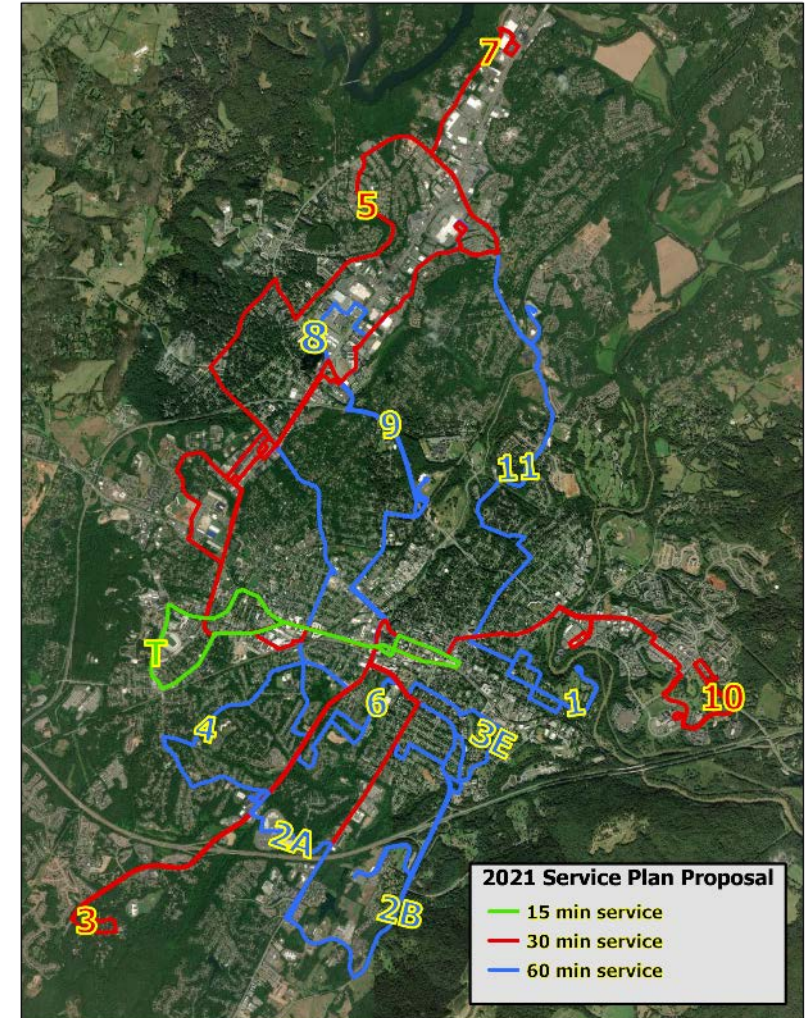 7
5
8
9
11
T
6
1
10
4
3E
2A
2B
3
2021 Service Plan Proposal
15 min service
30 min service
60 min service